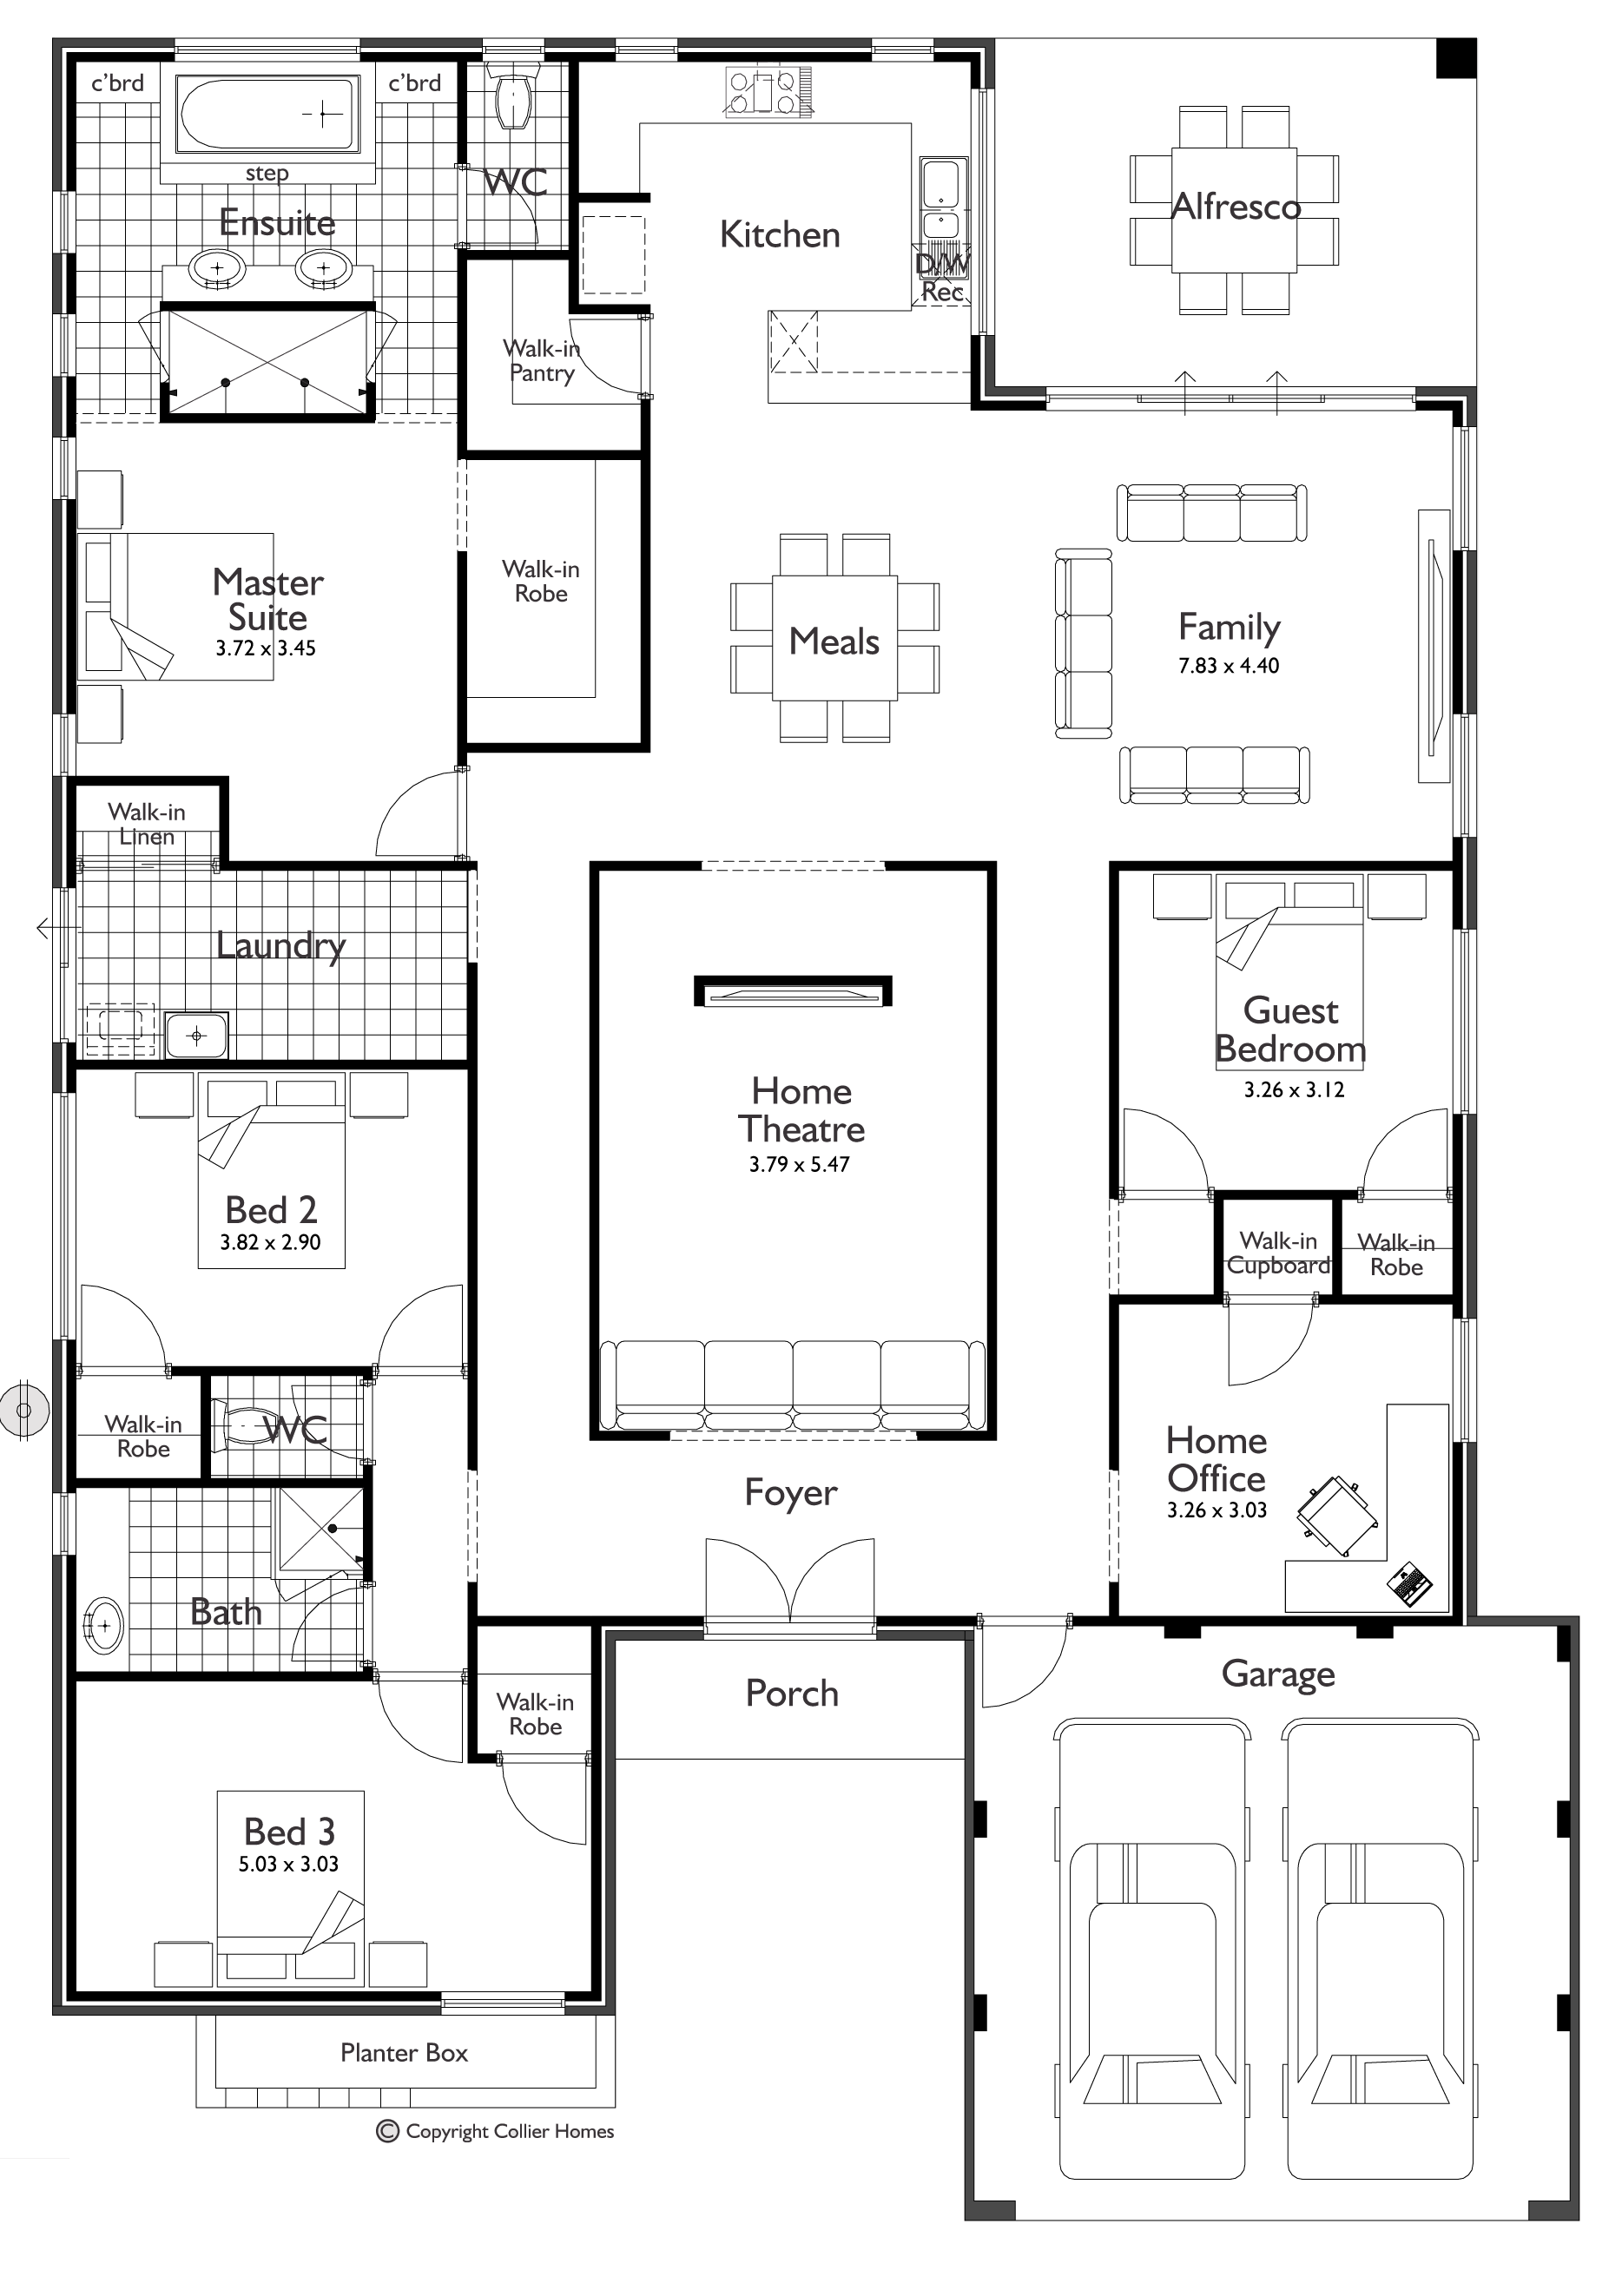 c'brd
c'brd
step
Ensuite
WC
Kitchen
D/W
Rec
Alfresco
Walk-in
Pantry
Master
Suite
3.72 x 3.45
Walk-in
Robe
Meals
Family
7.83 x 4.40
Walk-in
Linen
Laundry
Home
Theatre
3.79 x 5.47
Guest
Bedroom
3.26 x 3.12
Bed 2
3.82 x 2.90
Walk-in
Cupboard
Walk-in
Robe
Walk-in
Robe
WC
Foyer
Home
Office
3.26 x 3.03
Bath
Walk-in
Robe
Porch
Garage
Bed 3
5.03 x 3.03
Planter Box
© Copyright Collier Homes